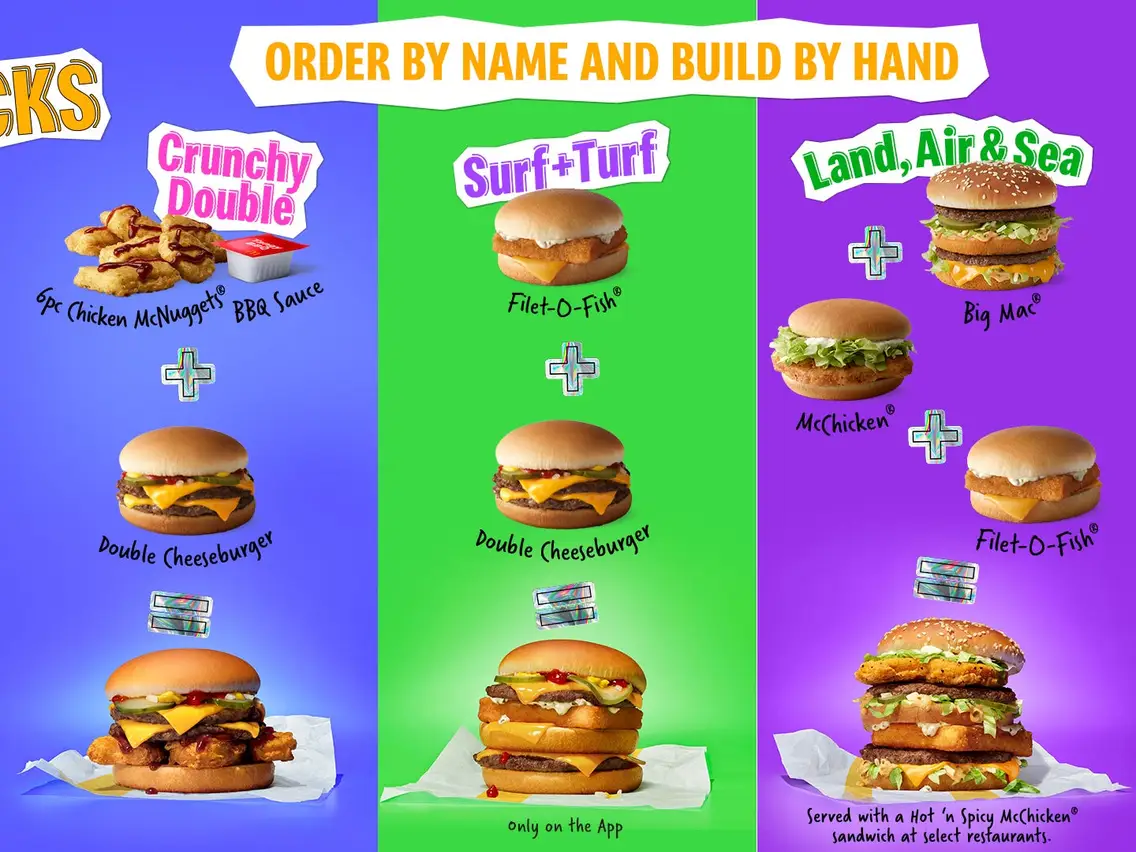 ORDER BY NAME AND BUILD BY HAND
CKS
Crunchy
Double
6pc Chicken McNuggets® BBQ Sauce
Double Cheeseburger
Surf+Turf
Filet-O-Fish®
Double Cheeseburger
only on the App
Land, Air & Sea
Big Mac®
McChicken®
Filet-O-Fish®
Served with a Hot 'n Spicy McChicken®
sandwich at select restaurants.